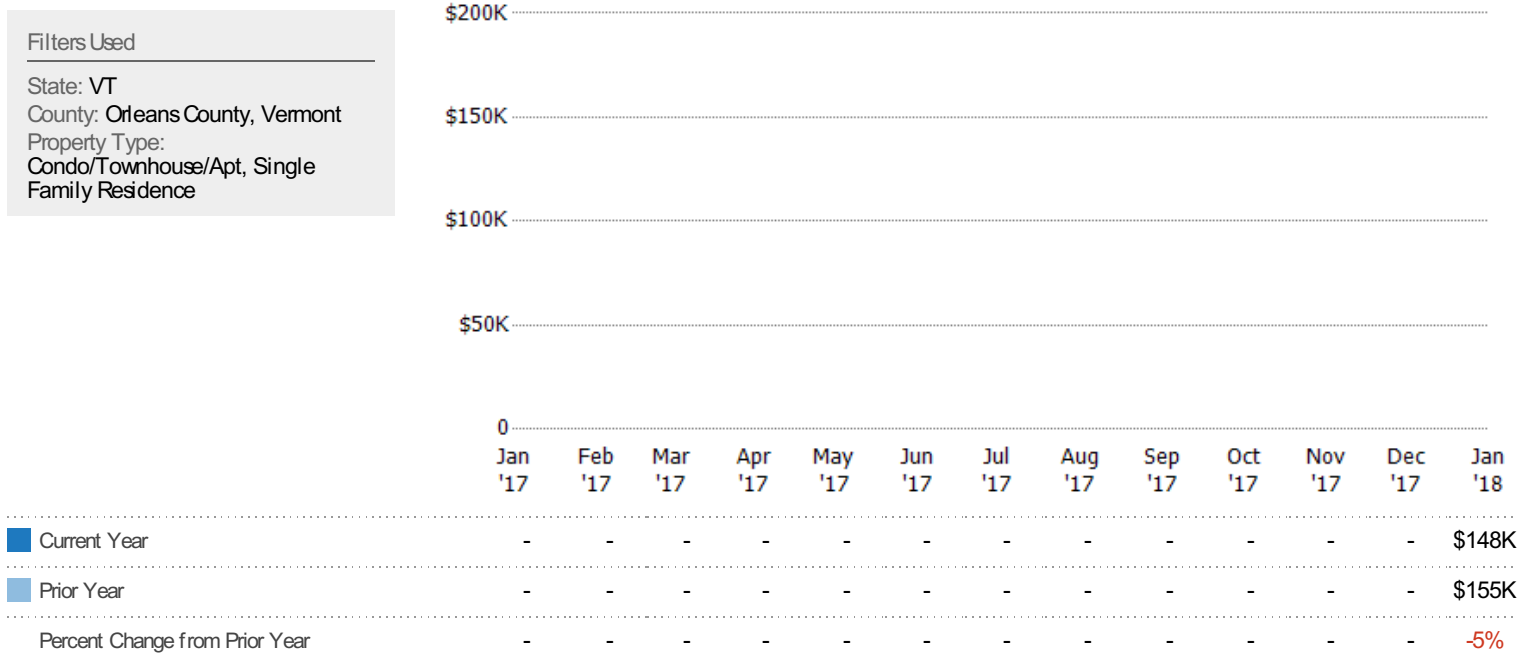 Filters Used
State: VT
County: Orleans County, Vermont
Property Type:
Condo/Townhouse/Apt, Single
Family Residence
$200K
$150K
$100K
$50K
0
Jan Feb Mar Apr May Jun Jul Aug Sep Oct Nov Dec Jan
'17 '17 '17 '17 '17 '17 '17 '17 '17 '17 '17 '17 '18
Current Year - - - - - - - - - - - - $148K
Prior Year - - - - - - - - - - - - $155K
Percent Change from Prior Year - - - - - - - - - - - - -5%